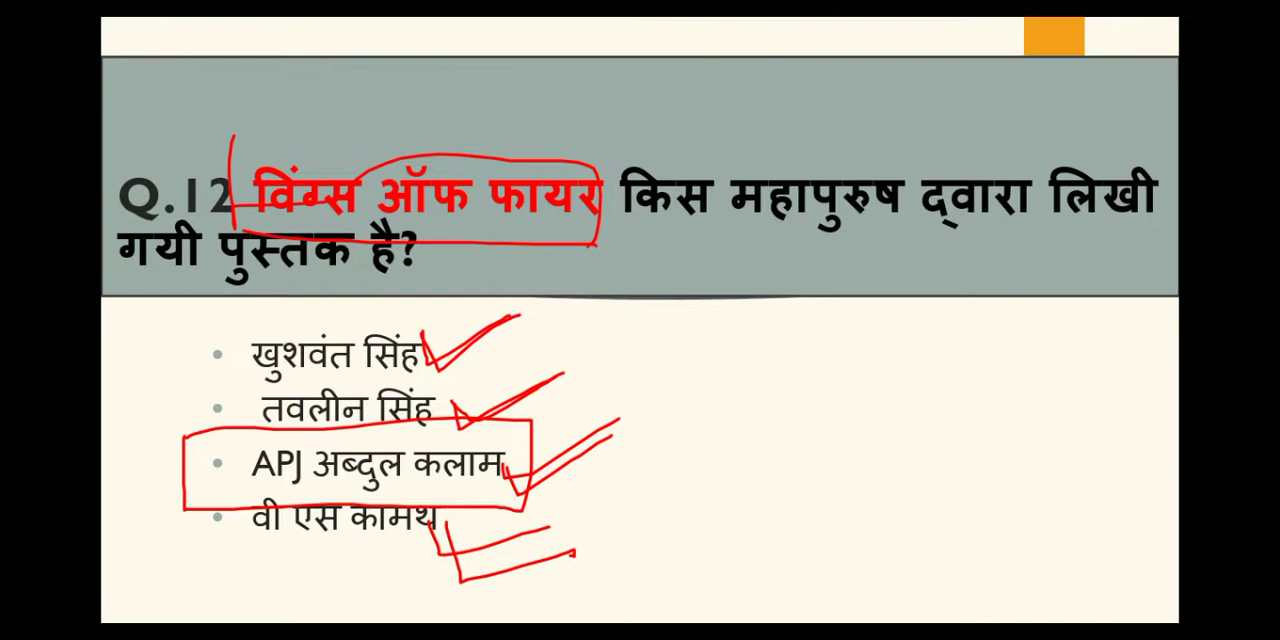 Q.12 विंग्स ऑफ फायर किस महापुरुष द्वारा लिखी
गयी पुस्तक है?
• खुशवंत सिंह
• तवलीन सिंह
• APJ अब्दुल कलाम
• वी एस कामथ